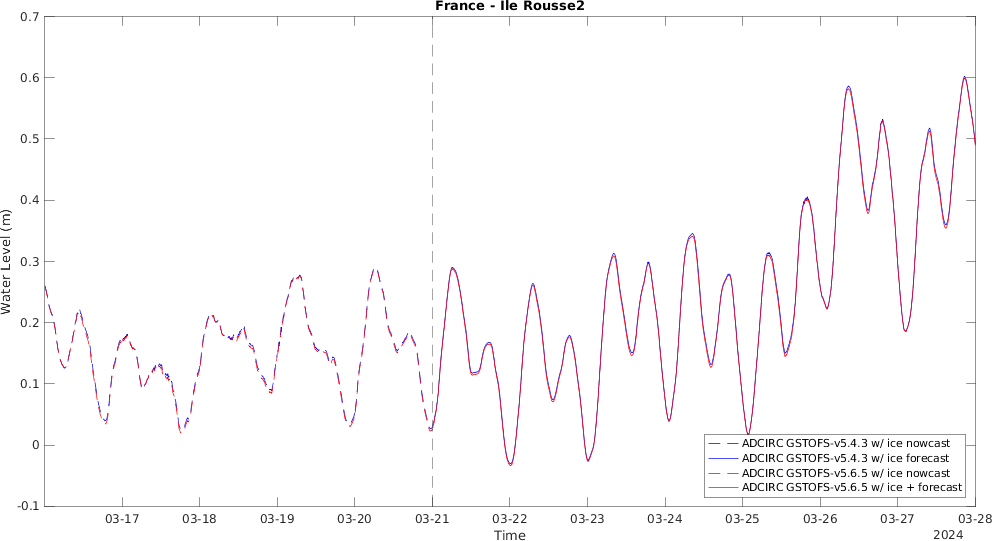 France - Ile Rousse2
0.7
0.6
0.5
0.4
0.3
0.2
0.1
0
-0.1
Water Level (m)
ADCIRC GSTOFS-v5.4.3 w/ ice nowcast
ADCIRC GSTOFS-v5.4.3 w/ ice forecast
ADCIRC GSTOFS-v5.6.5 w/ ice nowcast
ADCIRC GSTOFS-v5.6.5 w/ ice + forecast
03-17 03-18 03-19 03-20 03-21 03-22 03-23 03-24 03-25 03-26 03-27 03-28
Time
2024